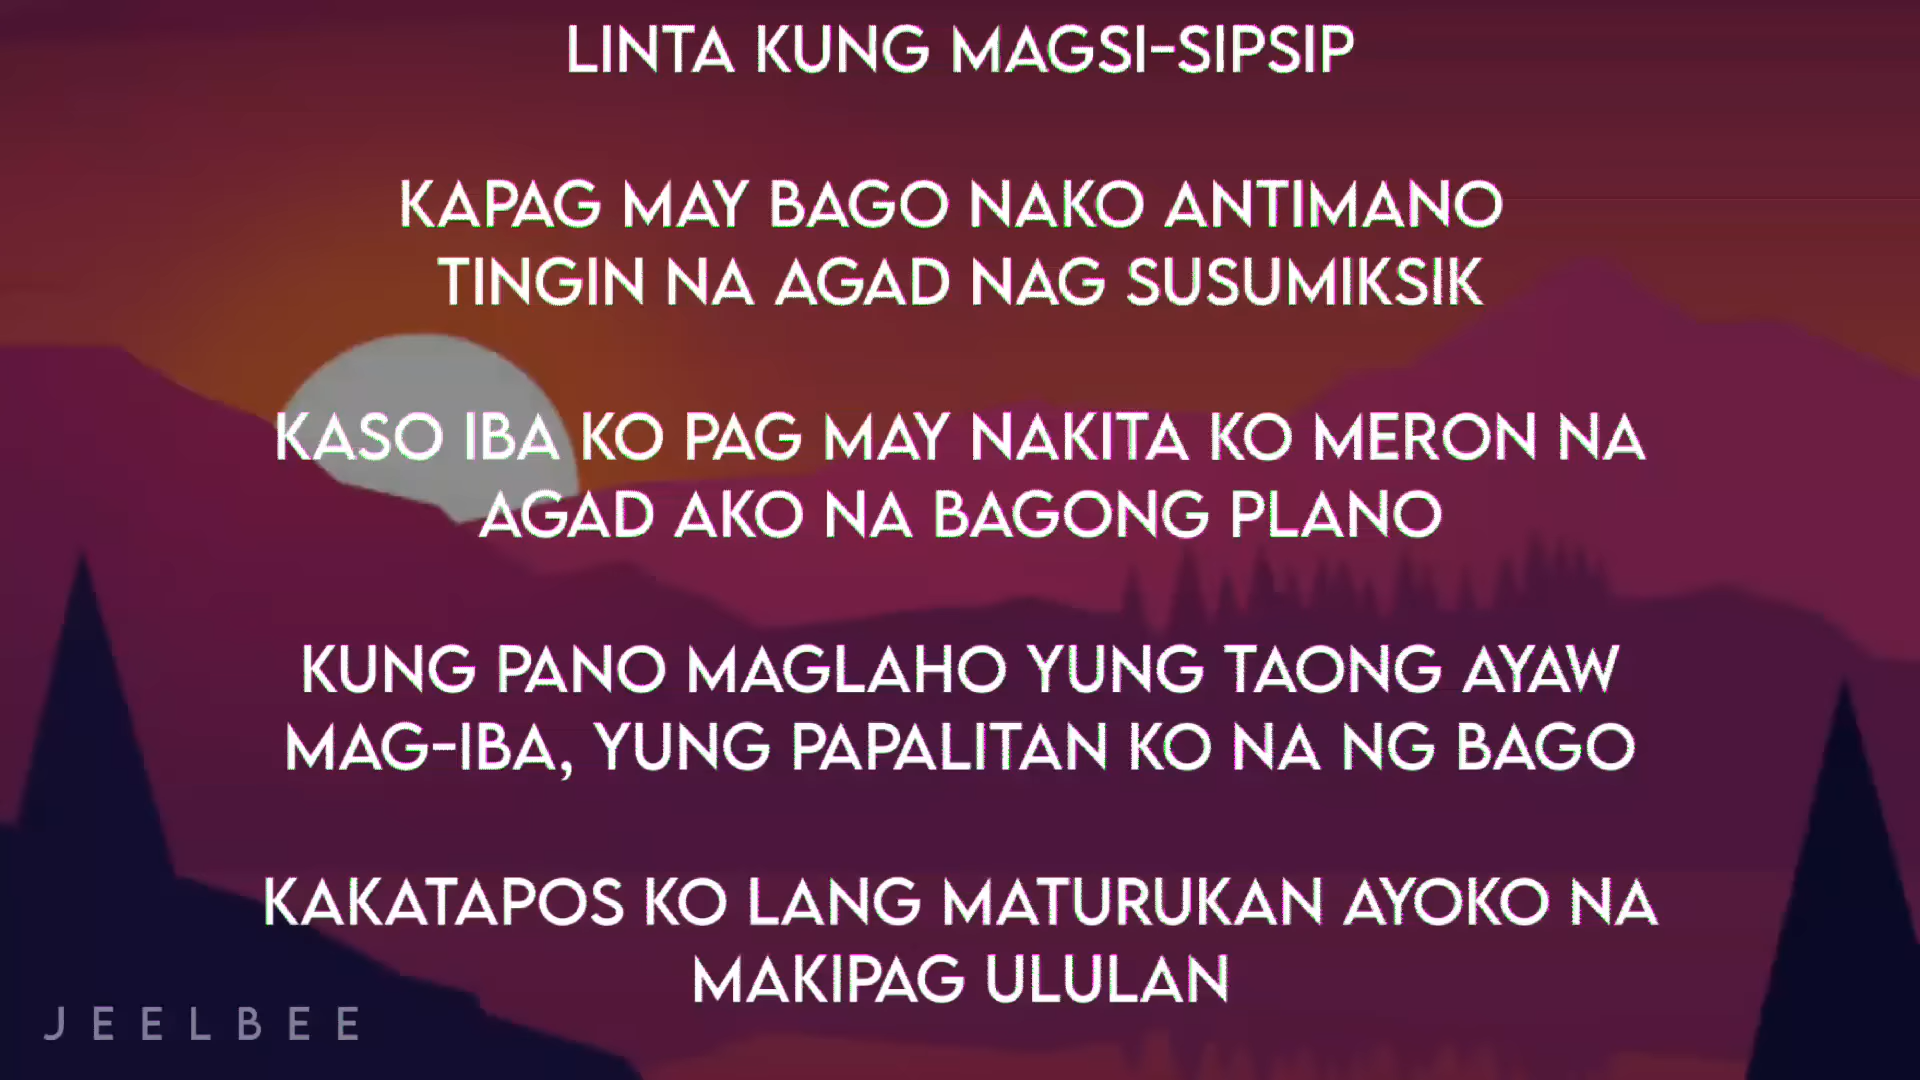 LINTA KUNG MAGSI-SIPSIP
KAPAG MAY BAGO NAKO ANTIMANO
TINGIN NA AGAD NAG SUSUMIKSIK
KASO IBA KO PAG MAY NAKITA KO MERON NA
AGAD AKO NA BAGONG PLANO
KUNG PANO MAGLAHO YUNG TAONG AYAW
MAG-IBA, YUNG PAPALITAN KO NA NG BAGO
KAKATAPOS KO LANG MATURUKAN AYOKO NA
MAKIPAG ULULAN
JEELBEE